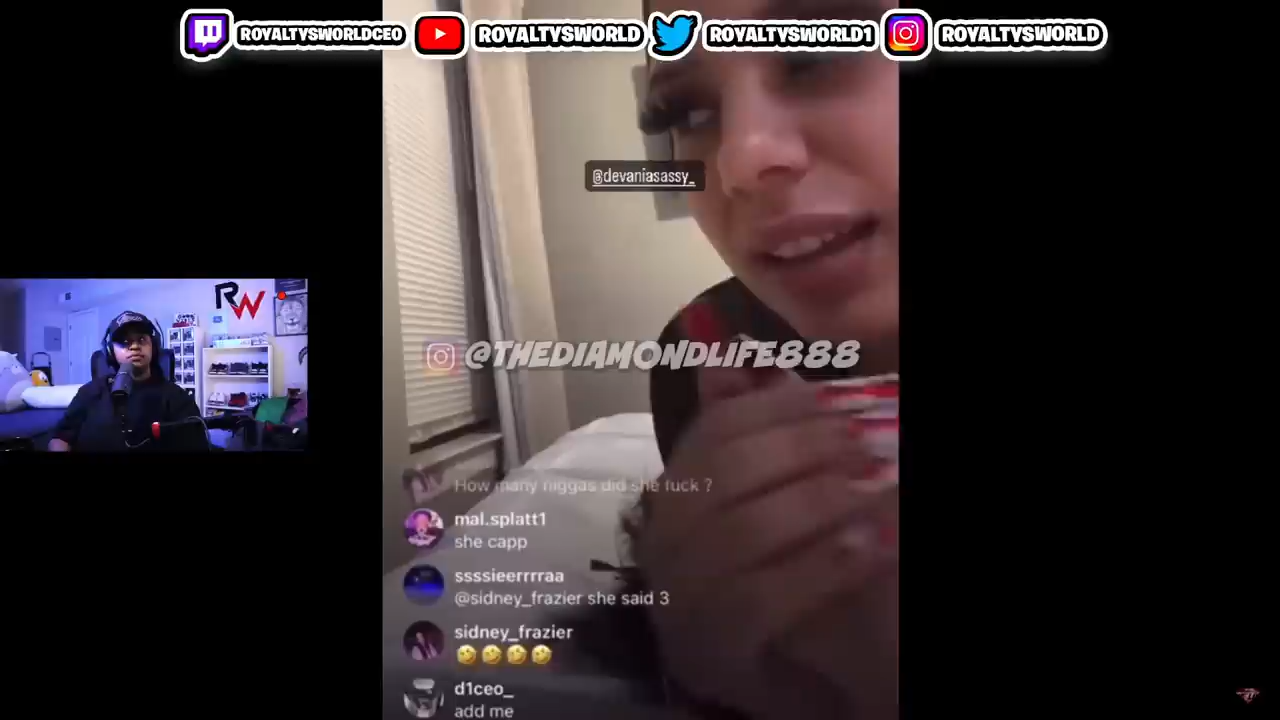 ROYALTYSWORLDCEO ROYALTYSWORLD ROYALTYSWORLD1 ROYALTYSWORLD
@devaniasassy_
RW
@THEDIAMONDLIFE888
How many niggas did she fuck ?
mal.splatt1
she capp
ssssieerrrraa
@sidney_frazier she said 3
sidney_frazier
🤪🤪🤪🤪
d1ceo_
add me